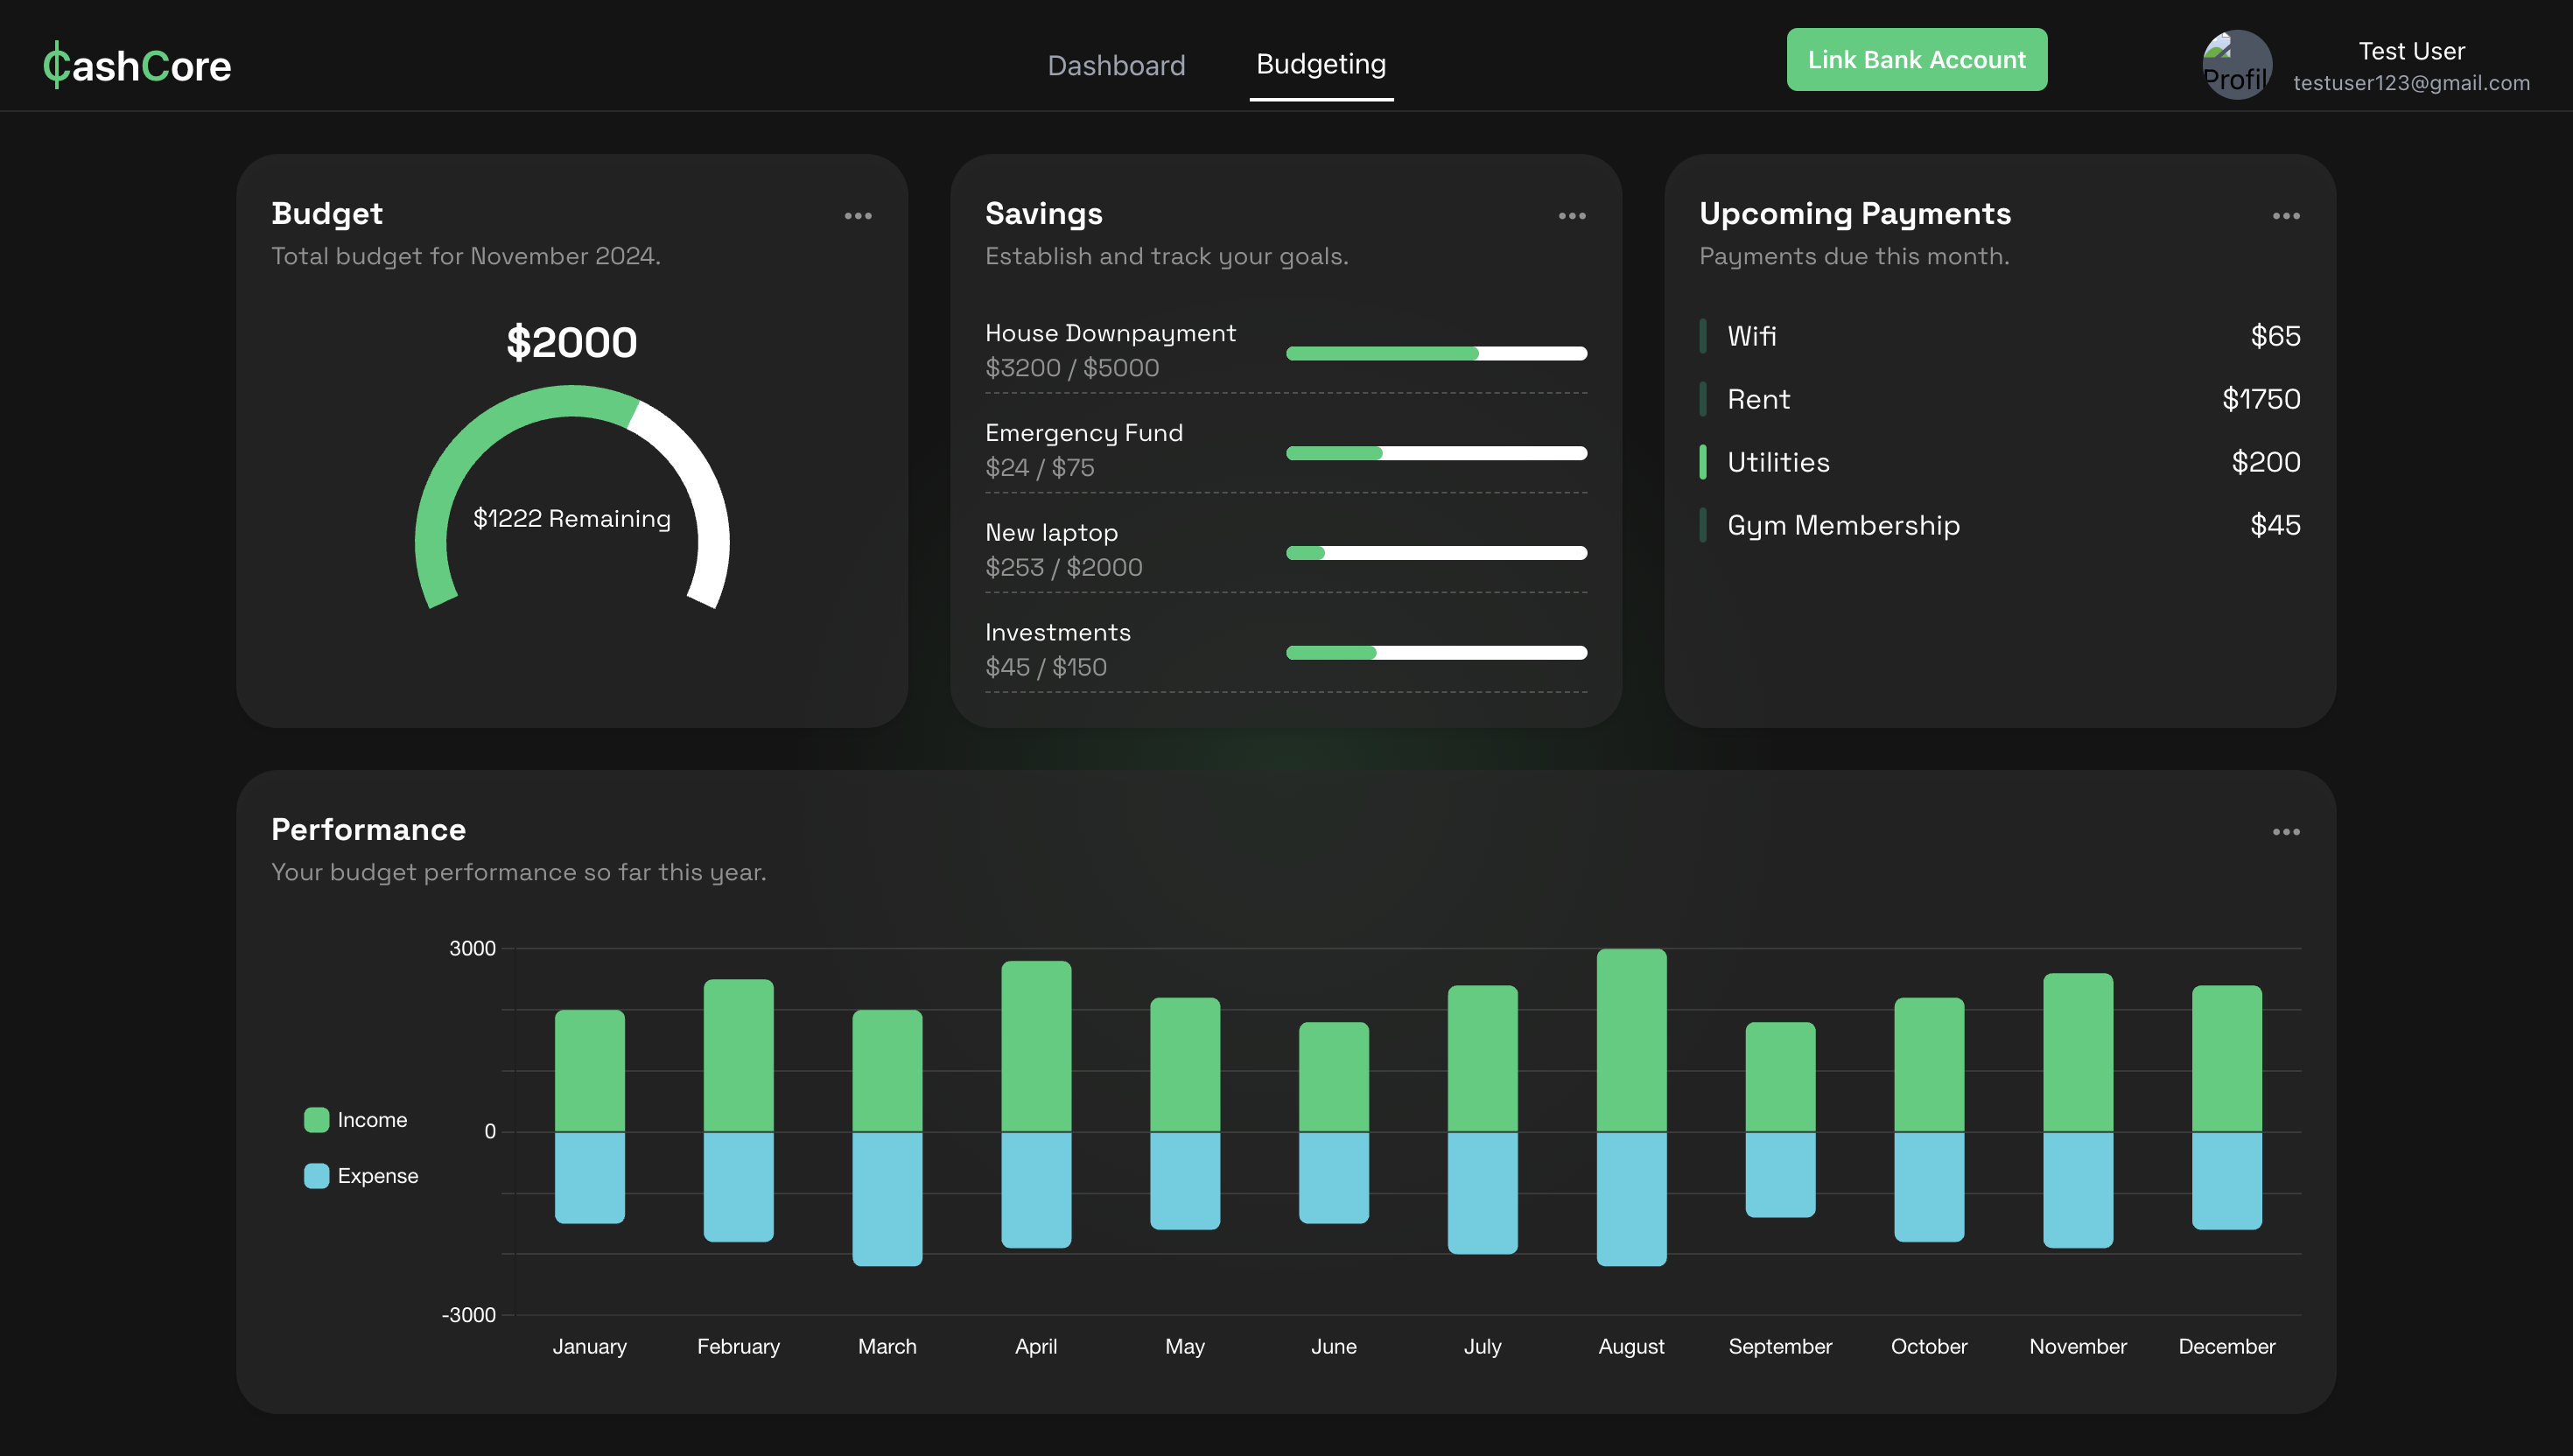 ₵ashCore
Dashboard
Budgeting
Link Bank Account
Profil
Test User
testuser123@gmail.com
Budget
Total budget for November 2024.
$2000
$1222 Remaining
Savings
Establish and track your goals.
House Downpayment
$3200 / $5000
Emergency Fund
$24 / $75
New laptop
$253 / $2000
Investments
$45 / $150
Upcoming Payments
Payments due this month.
Wifi $65
Rent $1750
Utilities $200
Gym Membership $45
Performance
Your budget performance so far this year.
3000
Income
0
Expense
-3000
January February March April May June July August September October November December